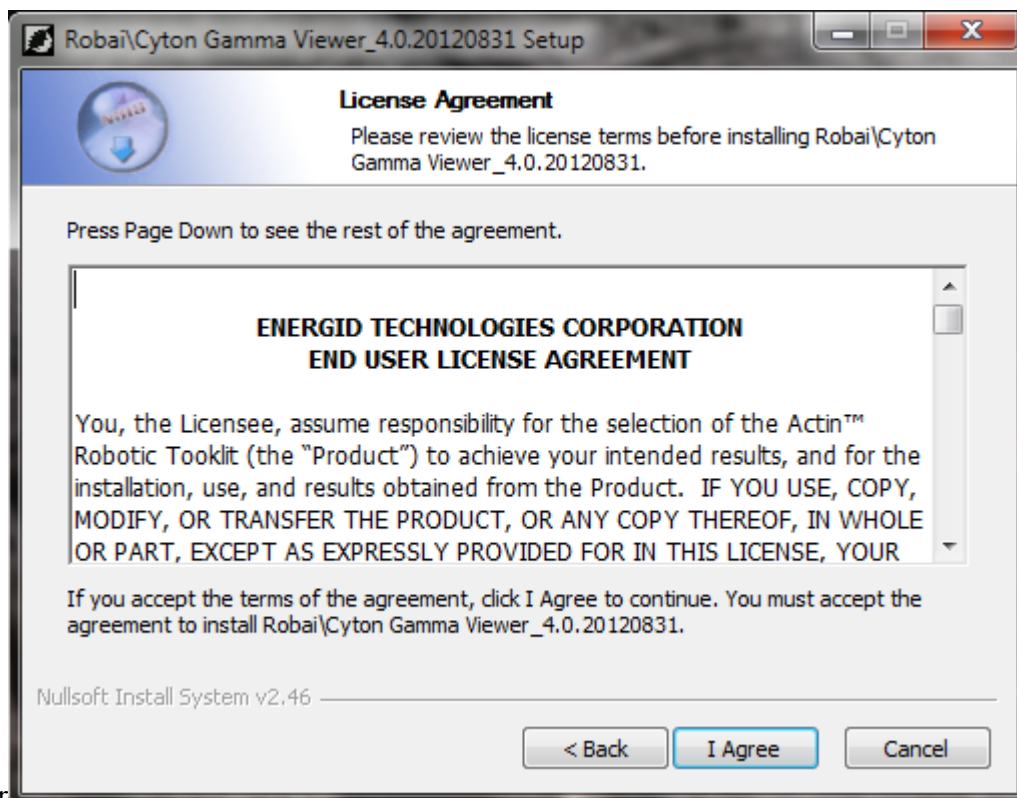 Robai\Cyton Gamma Viewer_4.0.20120831 Setup
License Agreement
Please review the license terms before installing Robai\Cyton
Gamma Viewer_4.0.20120831.
Press Page Down to see the rest of the agreement.
ENERGID TECHNOLOGIES CORPORATION
END USER LICENSE AGREEMENT
You, the Licensee, assume responsibility for the selection of the Actin™
Robotic Tooklit (the “Product”) to achieve your intended results, and for the
installation, use, and results obtained from the Product.  IF YOU USE, COPY,
MODIFY, OR TRANSFER THE PRODUCT, OR ANY COPY THEREOF, IN WHOLE
OR PART, EXCEPT AS EXPRESSLY PROVIDED FOR IN THIS LICENSE, YOUR
If you accept the terms of the agreement, click I Agree to continue. You must accept the
agreement to install Robai\Cyton Gamma Viewer_4.0.20120831.
Nullsoft Install System v2.46
< Back
I Agree
Cancel
r